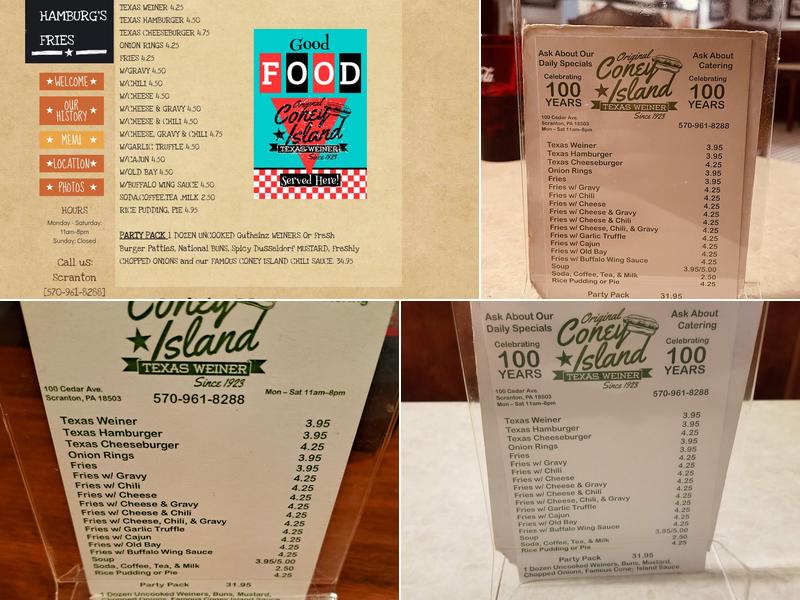 HAMBURG'S
FRIES
WELCOME
OUR
HISTORY
MENU
LOCATION
PHOTOS
HOURS
Monday - Saturday:
11am-8pm
Sunday: Closed
Call us:
Scranton
[570-961-8288]
TEXAS WEINER 4.25
TEXAS HAMBURGER 4.50
TEXAS CHEESEBURGER 4.75
ONION RINGS 4.25
FRIES 4.25
W/GRAVY 4.50
W/CHILI 4.50
W/CHEESE 4.50
W/CHEESE & GRAVY 4.50
W/CHEESE & CHILI 4.50
W/CHEESE, GRAVY & CHILI 4.75
W/GARLIC TRUFFLE 4.50
W/CAJUN 4.50
W/OLD BAY 4.50
W/BUFFALO WING SAUCE 4.50
SODA,COFFEE,TEA ,MILK 2.50
RICE PUDDING, PIE 4.95
PARTY PACK 1 DOZEN UNCOOKED Gutheinz WEINERS Or Fresh
Burger Patties, National BUNS, Spicy Dusseldorf MUSTARD, Freshly
CHOPPED ONIONS and our FAMOUS CONEY ISLAND CHILI SAUCE 34.95
Good
FOOD
Original
Coney
Island
TEXAS WEINER
Since 1923
Served Here!
Ask About Our
Daily Specials
Celebrating
100
YEARS
Original
Coney
Island
TEXAS WEINER
Since 1923
Ask About
Catering
Celebrating
100
YEARS
100 Cedar Ave.
Scranton, PA 18503
Mon – Sat 11am–8pm
570-961-8288
Texas Weiner 3.95
Texas Hamburger 3.95
Texas Cheeseburger 4.25
Onion Rings 3.95
Fries 3.95
Fries w/ Gravy 4.25
Fries w/ Chili 4.25
Fries w/ Cheese 4.25
Fries w/ Cheese & Gravy 4.25
Fries w/ Cheese & Chili 4.25
Fries w/ Cheese, Chili, & Gravy 4.25
Fries w/ Garlic Truffle 4.25
Fries w/ Cajun 4.25
Fries w/ Old Bay 4.25
Fries w/ Buffalo Wing Sauce 4.25
Soup 3.95/5.00
Soda, Coffee, Tea, & Milk 2.50
Rice Pudding or Pie 4.25
Party Pack 31.95
Coney
Island
TEXAS WEINER
Since 1923
Catering
100 Cedar Ave.
Scranton, PA 18503
570-961-8288
Mon – Sat 11am–8pm
Texas Weiner 3.95
Texas Hamburger 3.95
Texas Cheeseburger 4.25
Onion Rings 3.95
Fries 3.95
Fries w/ Gravy 4.25
Fries w/ Chili 4.25
Fries w/ Cheese 4.25
Fries w/ Cheese & Gravy 4.25
Fries w/ Cheese & Chili 4.25
Fries w/ Cheese, Chili, & Gravy 4.25
Fries w/ Garlic Truffle 4.25
Fries w/ Cajun 4.25
Fries w/ Old Bay 4.25
Fries w/ Buffalo Wing Sauce 4.25
Soup 3.95/5.00
Soda, Coffee, Tea, & Milk 2.50
Rice Pudding or Pie 4.25
Party Pack 31.95
1 Dozen Uncooked Weiners, Buns, Mustard,
Chopped Onions, Famous Coney Island Sauce
Ask About Our
Daily Specials
Celebrating
100
YEARS
Original
Coney
Island
TEXAS WEINER
Since 1923
Ask About
Catering
Celebrating
100
YEARS
100 Cedar Ave.
Scranton, PA 18503
Mon – Sat 11am–8pm
570-961-8288
Texas Weiner 3.95
Texas Hamburger 3.95
Texas Cheeseburger 4.25
Onion Rings 3.95
Fries 3.95
Fries w/ Gravy 4.25
Fries w/ Chili 4.25
Fries w/ Cheese 4.25
Fries w/ Cheese & Gravy 4.25
Fries w/ Cheese & Chili 4.25
Fries w/ Cheese, Chili, & Gravy 4.25
Fries w/ Garlic Truffle 4.25
Fries w/ Cajun 4.25
Fries w/ Old Bay 4.25
Fries w/ Buffalo Wing Sauce 4.25
Soup 3.95/5.00
Soda, Coffee, Tea, & Milk 2.50
Rice Pudding or Pie 4.25
Party Pack 31.95
1 Dozen Uncooked Weiners, Buns, Mustard,
Chopped Onions, Famous Coney Island Sauce